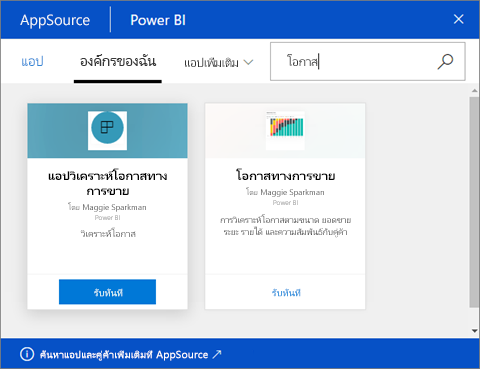 AppSource Power BI
แอป องค์กรของฉัน แอปเพิ่มเติม โอกาส
แอปวิเคราะห์โอกาสทาง
การขาย
โดย Maggie Sparkman
Power BI
วิเคราะห์โอกาส
รับทันที
โอกาสทางการขาย
โดย Maggie Sparkman
Power BI
การวิเคราะห์โอกาสตามขนาด ยอดขาย
ระยะ รายได้ และความสัมพันธ์กับคู่ค้า
รับทันที
ค้นหาแอปและคู่ค้าเพิ่มเติมที่ AppSource